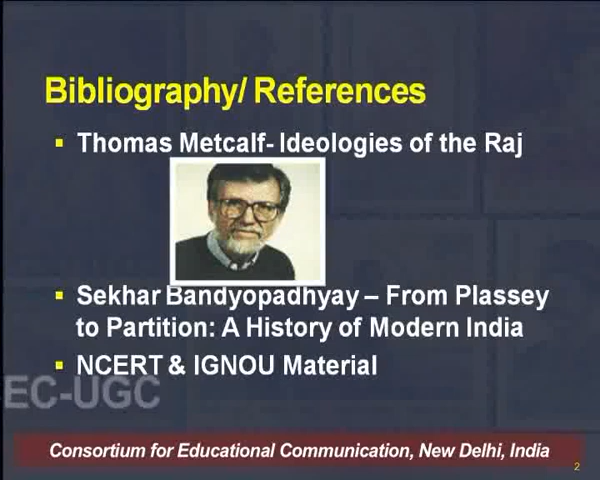 Bibliography/ References
▪ Thomas Metcalf- Ideologies of the Raj
▪ Sekhar Bandyopadhyay – From Plassey
to Partition: A History of Modern India
▪ NCERT & IGNOU Material
EC-UGC
Consortium for Educational Communication, New Delhi, India
2